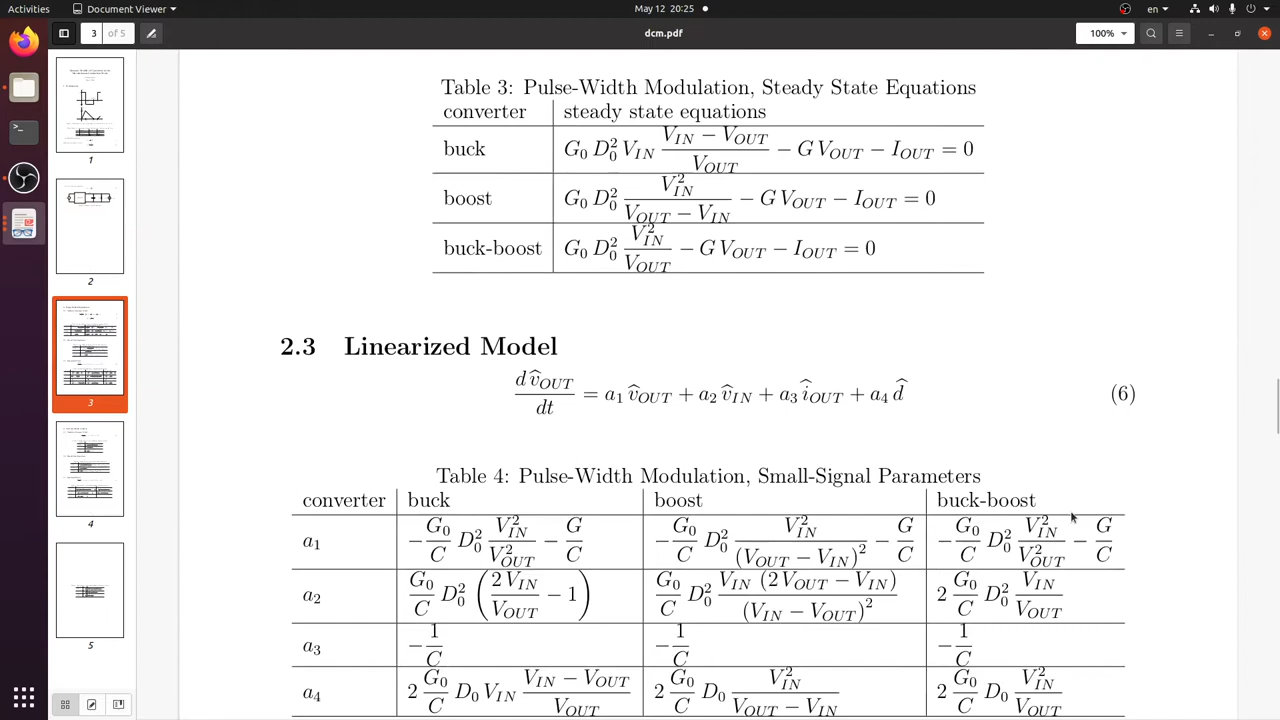 Activities Document Viewer May 12 20:25 en
3 of 5 dcm.pdf 100%
1
2
3
4
5
Table 3: Pulse-Width Modulation, Steady State Equations
converter steady state equations
buck G₀ D₀² V_IN (V_IN − V_OUT)/V_OUT − G V_OUT − I_OUT = 0
boost G₀ D₀² V_IN²/(V_OUT − V_IN) − G V_OUT − I_OUT = 0
buck-boost G₀ D₀² V_IN²/V_OUT − G V_OUT − I_OUT = 0
2.3 Linearized Model
d v̂_OUT/dt = a₁ v̂_OUT + a₂ v̂_IN + a₃ î_OUT + a₄ d̂ (6)
Table 4: Pulse-Width Modulation, Small-Signal Parameters
converter buck boost buck-boost
a₁ −G₀/C D₀² V_IN²/V_OUT² − G/C −G₀/C D₀² V_IN²/(V_OUT − V_IN)² − G/C −G₀/C D₀² V_IN²/V_OUT² − G/C
a₂ G₀/C D₀² (2 V_IN/V_OUT − 1) G₀/C D₀² V_IN (2 V_OUT − V_IN)/(V_IN − V_OUT)² 2 G₀/C D₀² V_IN/V_OUT
a₃ −1/C −1/C −1/C
a₄ 2 G₀/C D₀ V_IN (V_IN − V_OUT)/V_OUT 2 G₀/C D₀ V_IN²/(V_OUT − V_IN) 2 G₀/C D₀ V_IN²/V_OUT